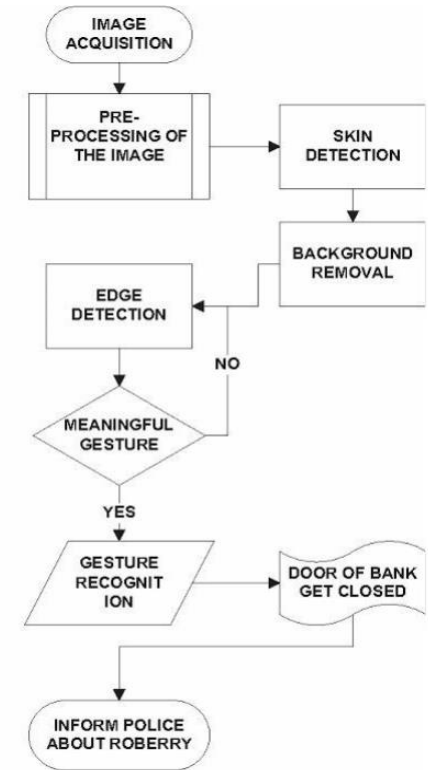 IMAGE
ACQUISITION
PRE-
PROCESSING OF
THE IMAGE
SKIN
DETECTION
BACKGROUND
REMOVAL
EDGE
DETECTION
NO
MEANINGFUL
GESTURE
YES
GESTURE
RECOGNIT
ION
DOOR OF BANK
GET CLOSED
INFORM POLICE
ABOUT ROBERRY